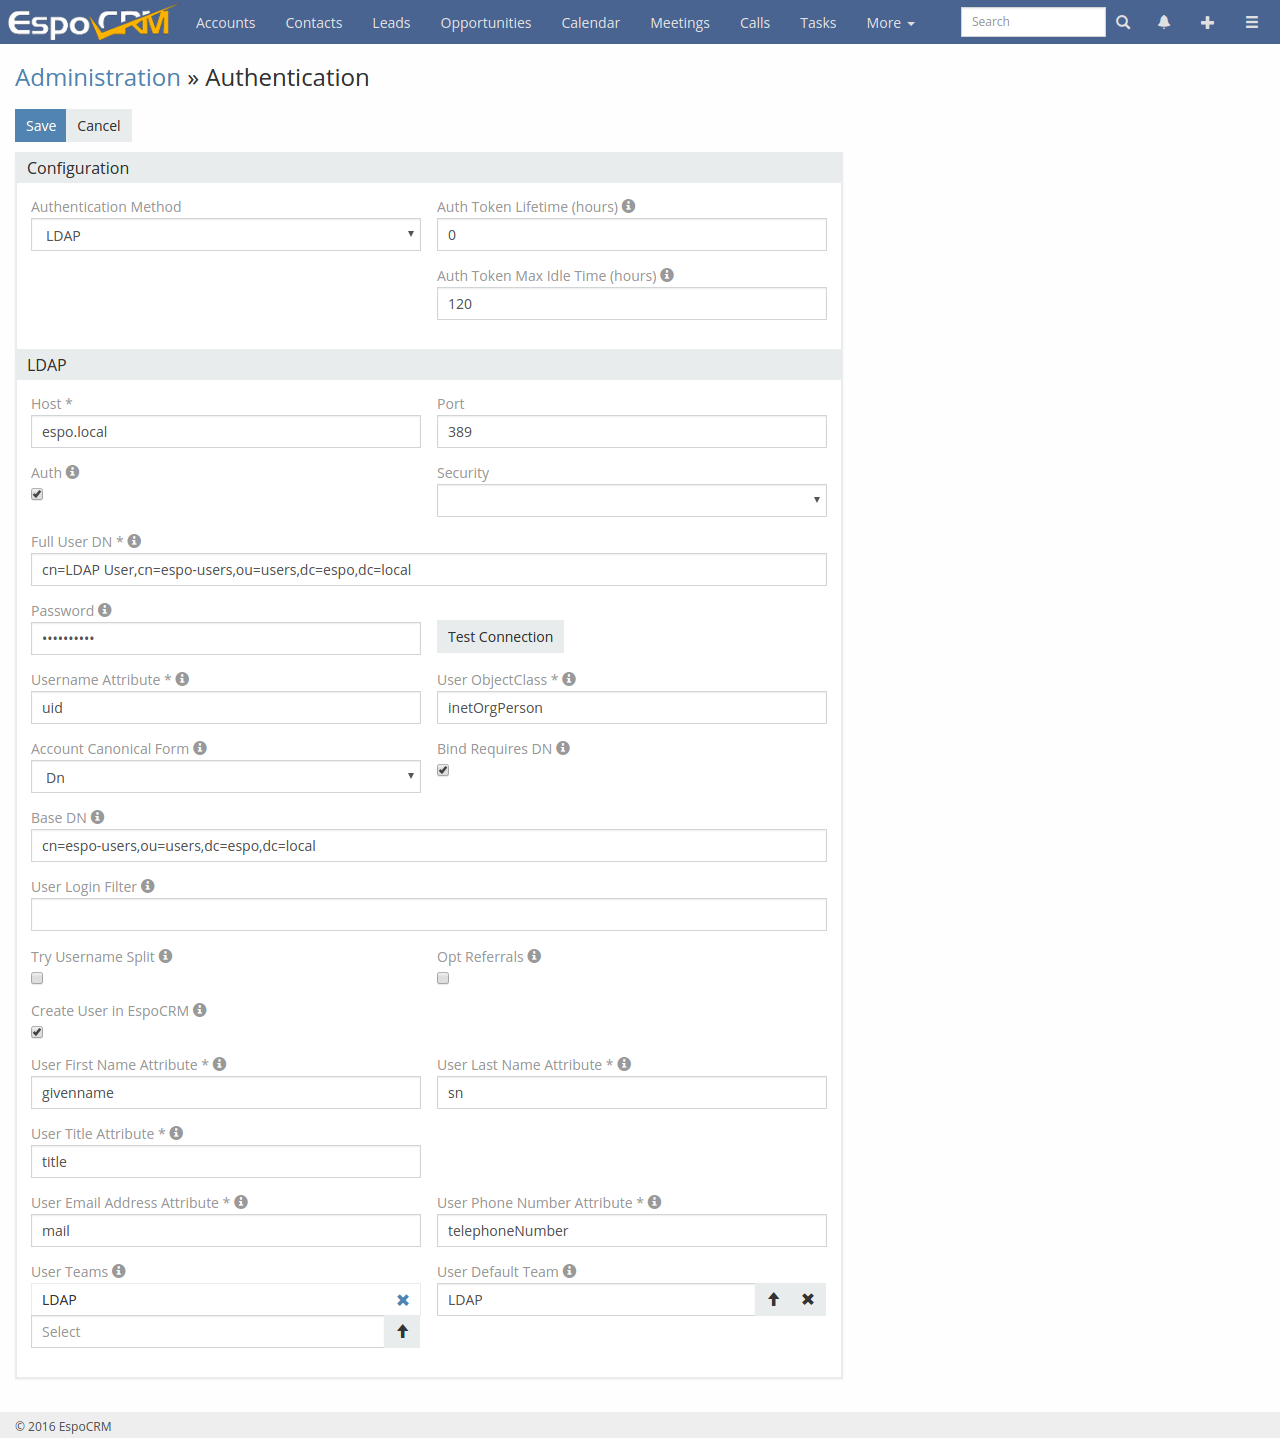 EspoCRM Accounts Contacts Leads Opportunities Calendar Meetings Calls Tasks More Search
Administration » Authentication
Save Cancel
Configuration
Authentication Method Auth Token Lifetime (hours)
LDAP 0
Auth Token Max Idle Time (hours)
120
LDAP
Host * Port
espo.local 389
Auth Security
Full User DN *
cn=LDAP User,cn=espo-users,ou=users,dc=espo,dc=local
Password
•••••••••• Test Connection
Username Attribute * User ObjectClass *
uid inetOrgPerson
Account Canonical Form Bind Requires DN
Dn
Base DN
cn=espo-users,ou=users,dc=espo,dc=local
User Login Filter
Try Username Split Opt Referrals
Create User in EspoCRM
User First Name Attribute * User Last Name Attribute *
givenname sn
User Title Attribute *
title
User Email Address Attribute * User Phone Number Attribute *
mail telephoneNumber
User Teams User Default Team
LDAP LDAP
Select
© 2016 EspoCRM